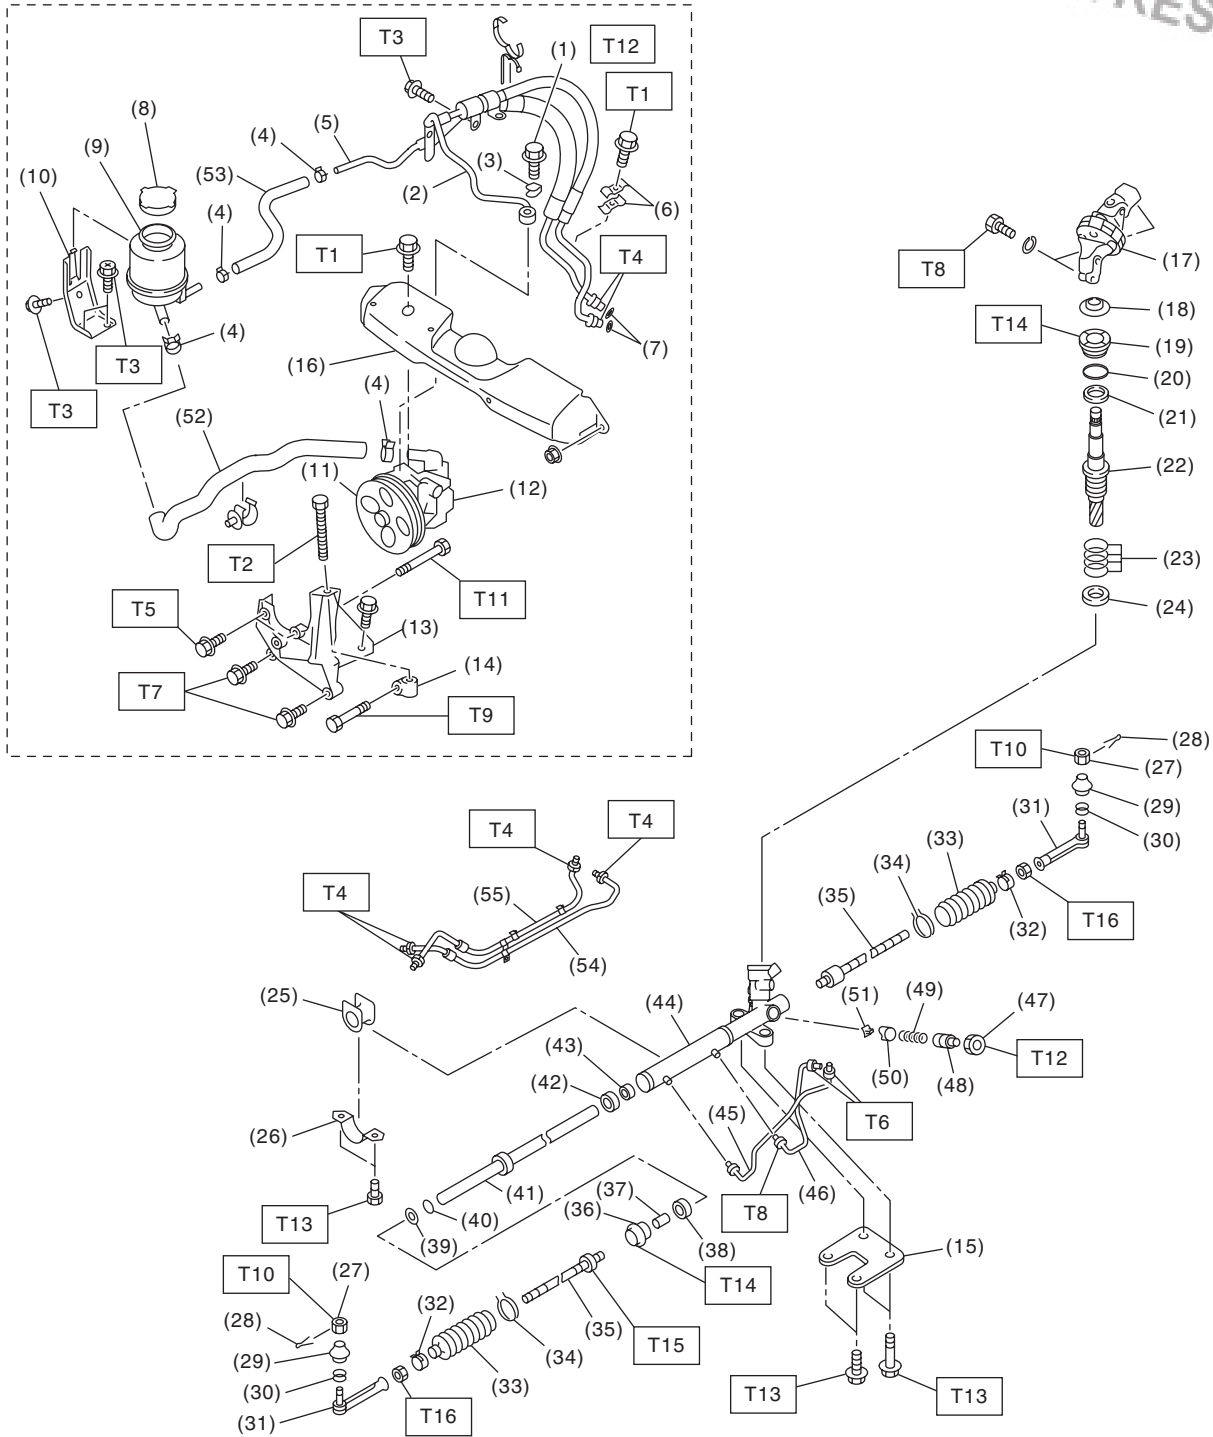 T3
T12
(1)
T1
(8)
(5)
(4)
(9)
(3)
(53)
(10)
(2)
(6)
(4)
T1
T4
T8
(17)
(18)
T14
(19)
(4)
(7)
T3
(16)
(20)
(4)
T3
(21)
(52)
(22)
(11)
(12)
T2
(23)
T11
T5
(24)
(13)
(14)
T7
T9
T10
(28)
(27)
T4
T4
(29)
(31)
(30)
(33)
(34)
T4
(55)
(35)
T16
(32)
(54)
(25)
(44)
(51)
(49)
(47)
(43)
T12
(42)
(50)
(48)
(45)
T6
(26)
(41)
(46)
(37)
T8
T13
(40)
(36)
(39)
(38)
(15)
T10
(27)
T14
(32)
(28)
(35)
T15
(29)
(34)
(33)
(30)
T13
T13
(31)
T16